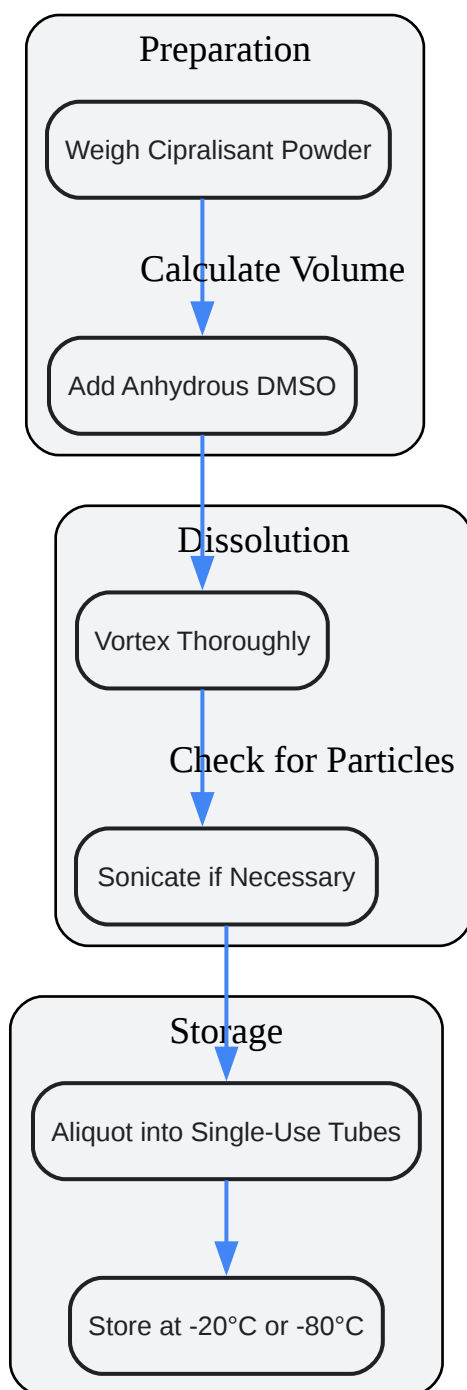 Preparation
Weigh Cipralisant Powder
Calculate Volume
Add Anhydrous DMSO
Dissolution
Vortex Thoroughly
Check for Particles
Sonicate if Necessary
Storage
Aliquot into Single-Use Tubes
Store at -20°C or -80°C